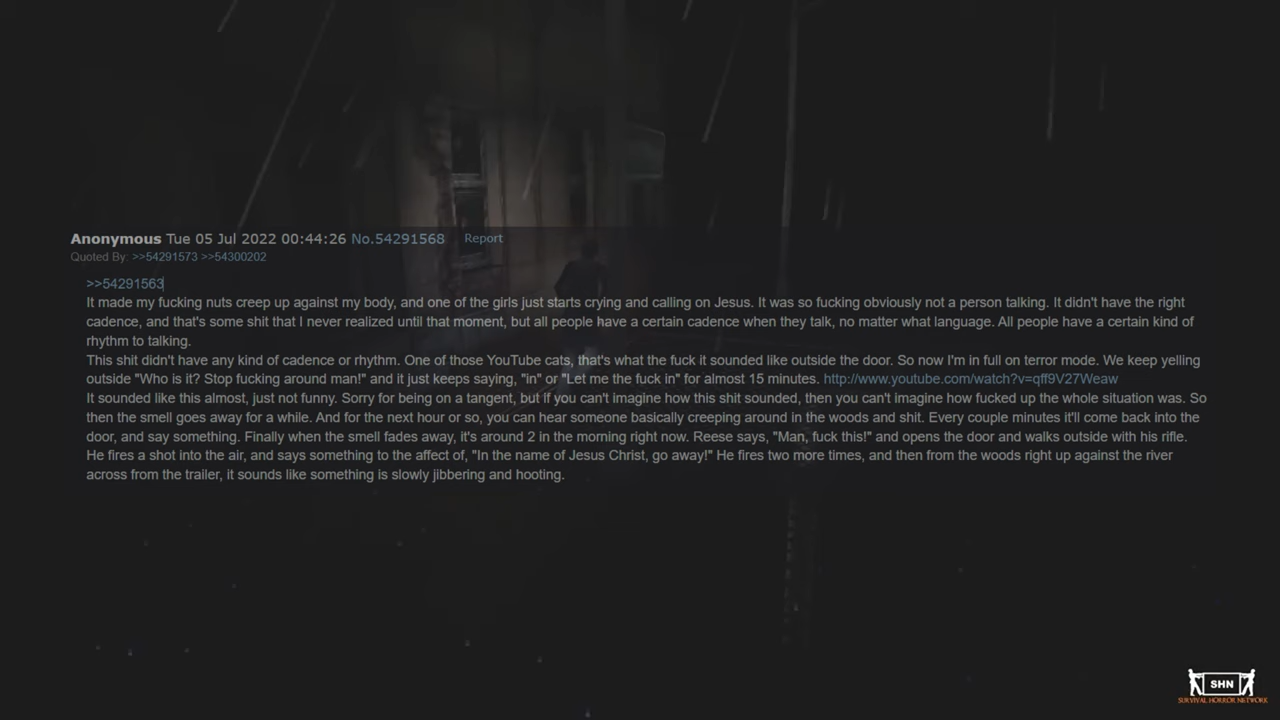 Anonymous Tue 05 Jul 2022 00:44:26 No.54291568 Report
Quoted By: >>54291573 >>54300202
>>54291563
It made my fucking nuts creep up against my body, and one of the girls just starts crying and calling on Jesus. It was so fucking obviously not a person talking. It didn't have the right
cadence, and that's some shit that I never realized until that moment, but all people have a certain cadence when they talk, no matter what language. All people have a certain kind of
rhythm to talking.
This shit didn't have any kind of cadence or rhythm. One of those YouTube cats, that's what the fuck it sounded like outside the door. So now I'm in full on terror mode. We keep yelling
outside "Who is it? Stop fucking around man!" and it just keeps saying, "in" or "Let me the fuck in" for almost 15 minutes. http://www.youtube.com/watch?v=qff9V27Weaw
It sounded like this almost, just not funny. Sorry for being on a tangent, but if you can't imagine how this shit sounded, then you can't imagine how fucked up the whole situation was. So
then the smell goes away for a while. And for the next hour or so, you can hear someone basically creeping around in the woods and shit. Every couple minutes it'll come back into the
door, and say something. Finally when the smell fades away, it's around 2 in the morning right now. Reese says, "Man, fuck this!" and opens the door and walks outside with his rifle.
He fires a shot into the air, and says something to the affect of, "In the name of Jesus Christ, go away!" He fires two more times, and then from the woods right up against the river
across from the trailer, it sounds like something is slowly jibbering and hooting.
SHN
SURVIVAL HORROR NETWORK